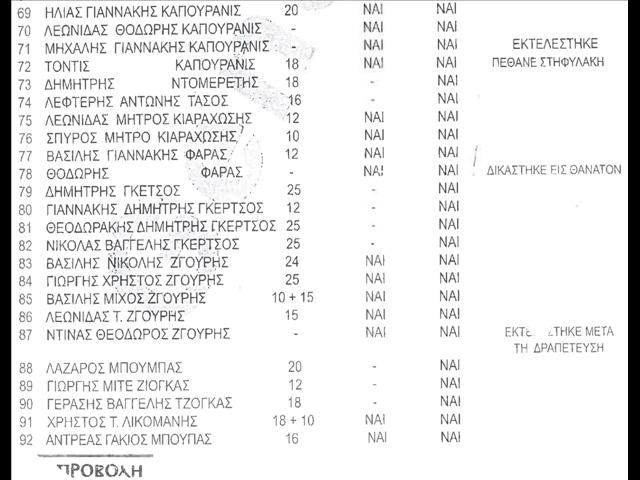 69 ΗΛΙΑΣ ΓΙΑΝΝΑΚΗΣ ΚΑΠΟΥΡΑΝΙΣ 20 ΝΑΙ ΝΑΙ
70 ΛΕΩΝΙΔΑΣ ΘΟΔΩΡΗΣ ΚΑΠΟΥΡΑΝΙΣ - ΝΑΙ ΝΑΙ
71 ΜΗΧΑΛΗΣ ΓΙΑΝΝΑΚΗΣ ΚΑΠΟΥΡΑΝΙΣ - ΝΑΙ ΝΑΙ ΕΚΤΕΛΕΣΤΗΚΕ
72 ΤΟΝΤΙΣ ΚΑΠΟΥΡΑΝΙΣ 18 ΝΑΙ ΝΑΙ ΠΕΘΑΝΕ ΣΤΗΦΥΛΑΚΗ
73 ΔΗΜΗΤΡΗΣ ΝΤΟΜΕΡΕΤΗΣ 18 - ΝΑΙ
74 ΛΕΦΤΕΡΗΣ ΑΝΤΩΝΗΣ ΤΑΣΟΣ 16 - ΝΑΙ
75 ΛΕΩΝΙΔΑΣ ΜΗΤΡΟΣ ΚΙΑΡΑΧΩΣΗΣ 12 ΝΑΙ ΝΑΙ
76 ΣΠΥΡΟΣ ΜΗΤΡΟ ΚΙΑΡΑΧΩΣΗΣ 10 ΝΑΙ ΝΑΙ
77 ΒΑΣΙΛΗΣ ΓΙΑΝΝΑΚΗΣ ΦΑΡΑΣ 12 ΝΑΙ ΝΑΙ
78 ΘΟΔΩΡΗΣ ΦΑΡΑΣ - ΝΑΙ ΝΑΙ ΔΙΚΑΣΤΗΚΕ ΕΙΣ ΘΑΝΑΤΟΝ
79 ΔΗΜΗΤΡΗΣ ΓΚΕΤΣΟΣ 25 - ΝΑΙ
80 ΓΙΑΝΝΑΚΗΣ ΔΗΜΗΤΡΗΣ ΓΚΕΡΤΣΟΣ 12 - ΝΑΙ
81 ΘΕΟΔΩΡΑΚΗΣ ΔΗΜΗΤΡΗΣ ΓΚΕΡΤΣΟΣ 25 - ΝΑΙ
82 ΝΙΚΟΛΑΣ ΒΑΓΓΕΛΗΣ ΓΚΕΡΤΣΟΣ 25 - ΝΑΙ
83 ΒΑΣΙΛΗΣ ΝΙΚΟΛΗΣ ΖΓΟΥΡΗΣ 24 ΝΑΙ ΝΑΙ
84 ΓΙΩΡΓΗΣ ΧΡΗΣΤΟΣ ΖΓΟΥΡΗΣ 25 ΝΑΙ ΝΑΙ
85 ΒΑΣΙΛΗΣ ΜΙΧΟΣ ΖΓΟΥΡΗΣ 10 + 15 ΝΑΙ ΝΑΙ
86 ΛΕΩΝΙΔΑΣ Τ. ΖΓΟΥΡΗΣ 15 ΝΑΙ ΝΑΙ
87 ΝΤΙΝΑΣ ΘΕΟΔΩΡΟΣ ΖΓΟΥΡΗΣ - ΝΑΙ ΝΑΙ ΜΕΤΑ
ΤΗ ΔΡΑΠΕΤΕΥΣΗ
88 ΛΑΖΑΡΟΣ ΜΠΟΥΜΠΑΣ 20 - ΝΑΙ
89 ΓΙΩΡΓΗΣ ΜΙΤΕ ΖΙΟΓΚΑΣ 12 - ΝΑΙ
90 ΓΕΡΑΣΗΣ ΒΑΓΓΕΛΗΣ ΤΖΟΓΚΑΣ 18 - ΝΑΙ
91 ΧΡΗΣΤΟΣ Τ. ΛΙΚΟΜΑΝΗΣ 18 + 10 ΝΑΙ ΝΑΙ
92 ΑΝΤΡΕΑΣ ΓΑΚΙΟΣ ΜΠΟΥΠΑΣ 16 ΝΑΙ ΝΑΙ
ΠΡΟΒΟΛΗ